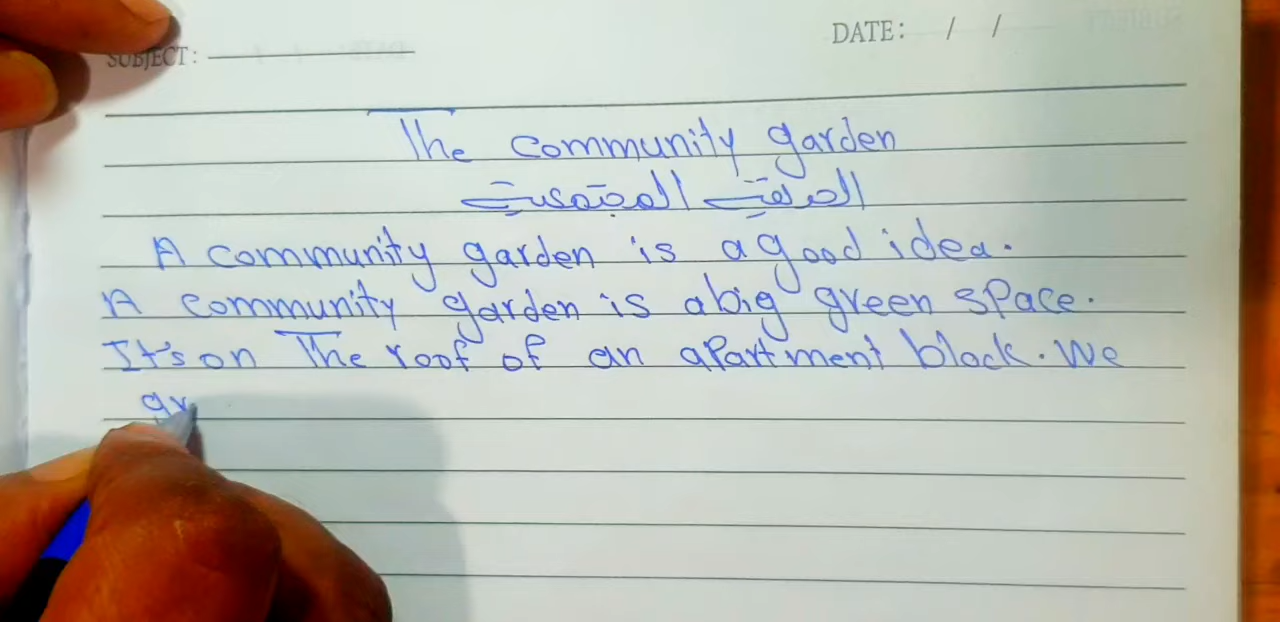 SUBJECT:
DATE: / /
The community garden
الحديقة المجتمعية
A community garden is a good idea.
A community garden is a big green space.
It's on The roof of an apartment block. We
gr